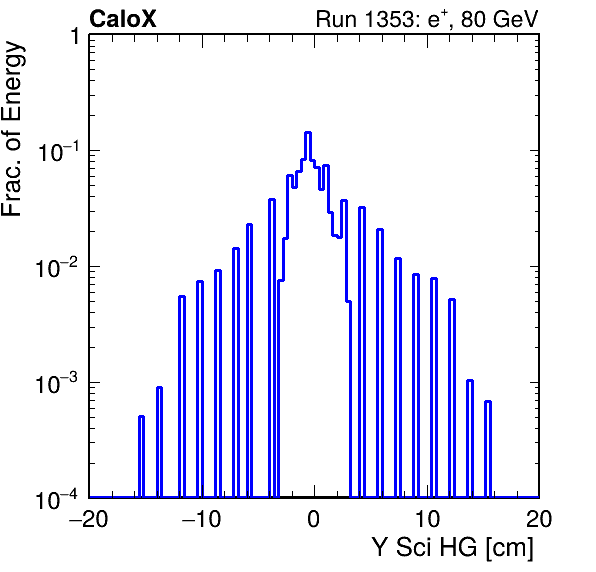 CaloX Run 1353: e⁺, 80 GeV
Frac. of Energy
1
10⁻¹
10⁻²
10⁻³
10⁻⁴
−20 −10 0 10 20
Y Sci HG [cm]